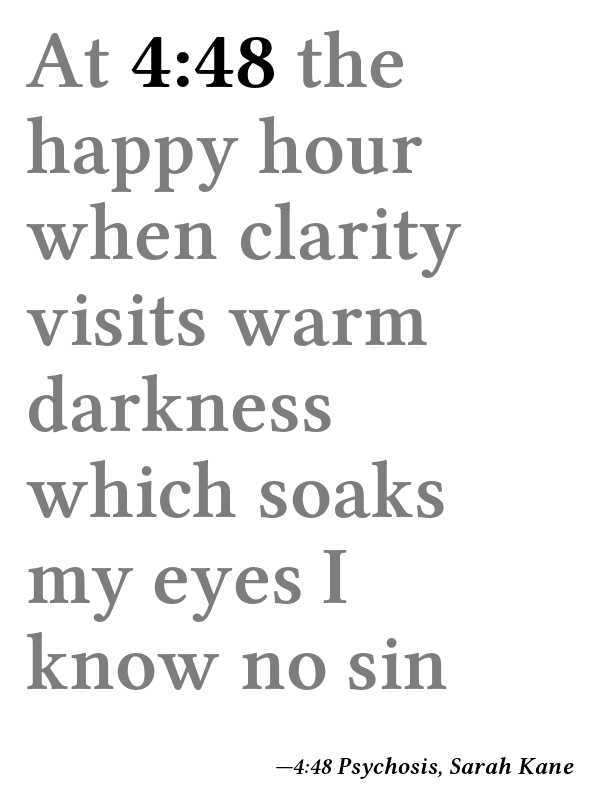 At 4:48 the
happy hour
when clarity
visits warm
darkness
which soaks
my eyes I
know no sin
—4:48 Psychosis, Sarah Kane